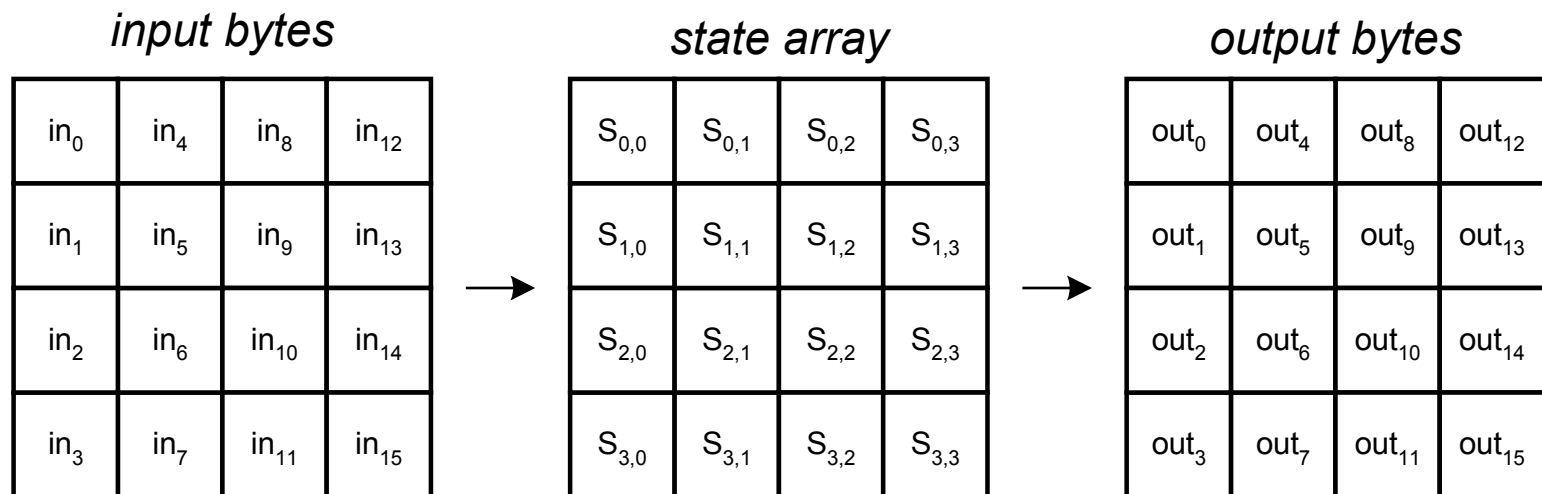 input bytes state array output bytes
in₀ in₄ in₈ in₁₂ S₀,₀ S₀,₁ S₀,₂ S₀,₃ out₀ out₄ out₈ out₁₂
in₁ in₅ in₉ in₁₃ S₁,₀ S₁,₁ S₁,₂ S₁,₃ out₁ out₅ out₉ out₁₃
in₂ in₆ in₁₀ in₁₄ S₂,₀ S₂,₁ S₂,₂ S₂,₃ out₂ out₆ out₁₀ out₁₄
in₃ in₇ in₁₁ in₁₅ S₃,₀ S₃,₁ S₃,₂ S₃,₃ out₃ out₇ out₁₁ out₁₅